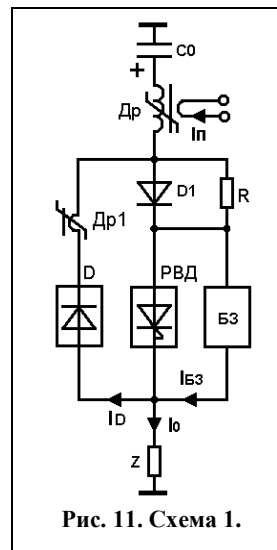 C0
+
Др
Iп
D1
R
Др1
D
РВД
БЗ
IБЗ
ID
I0
Z
Рис. 11. Схема 1.